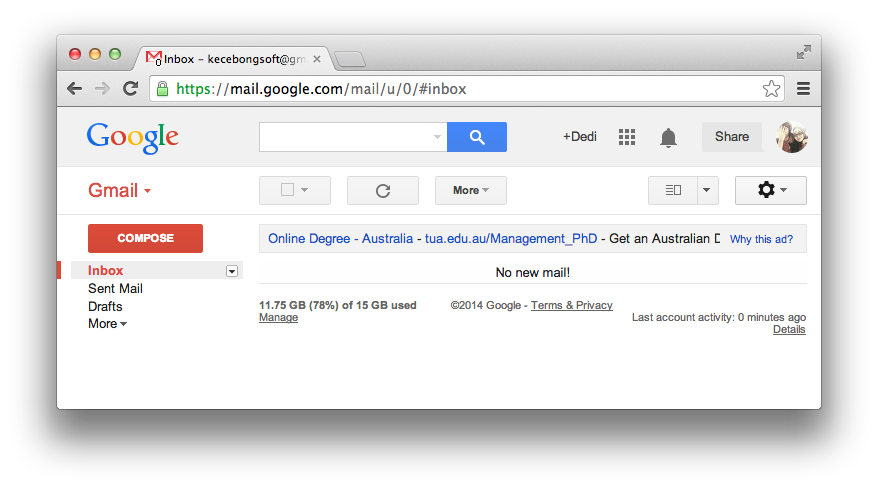 Inbox – kecebongsoft@gm
https://mail.google.com/mail/u/0/#inbox
Google
+Dedi
Share
Gmail
More
COMPOSE
Online Degree - Australia - tua.edu.au/Management_PhD - Get an Australian D
Why this ad?
Inbox
No new mail!
Sent Mail
Drafts
More
11.75 GB (78%) of 15 GB used
Manage
©2014 Google - Terms & Privacy
Last account activity: 0 minutes ago
Details